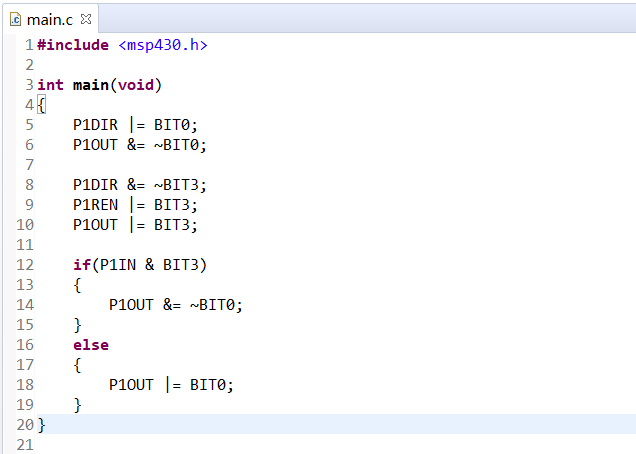 main.c
1 #include <msp430.h>
2
3 int main(void)
4 {
5     P1DIR |= BIT0;
6     P1OUT &= ~BIT0;
7
8     P1DIR &= ~BIT3;
9     P1REN |= BIT3;
10     P1OUT |= BIT3;
11
12     if(P1IN & BIT3)
13     {
14         P1OUT &= ~BIT0;
15     }
16     else
17     {
18         P1OUT |= BIT0;
19     }
20 }
21